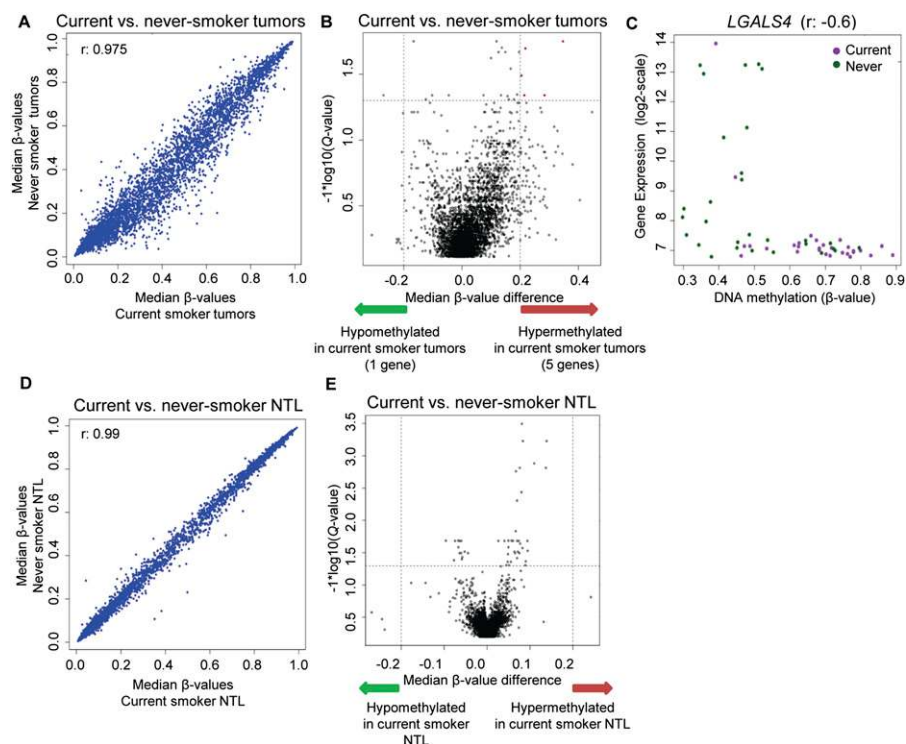 A
Current vs. never-smoker tumors
r: 0.975
Median β-values
Never smoker tumors
1.0
0.8
0.6
0.4
0.2
0.0
0.0 0.2 0.4 0.6 0.8 1.0
Median β-values
Current smoker tumors
B
Current vs. never-smoker tumors
-1*log10(Q-value)
1.5
1.0
0.5
-0.2 0.0 0.2 0.4
Median β-value difference
Hypomethylated
in current smoker tumors
(1 gene)
Hypermethylated
in current smoker tumors
(5 genes)
C
LGALS4 (r: -0.6)
Current
Never
Gene Expression (log2-scale)
14
13
12
11
10
9
8
7
0.3 0.4 0.5 0.6 0.7 0.8 0.9
DNA methylation (β-value)
D
Current vs. never-smoker NTL
r: 0.99
Median β-values
Never smoker NTL
1.0
0.8
0.6
0.4
0.2
0.0
0.0 0.2 0.4 0.6 0.8 1.0
Median β-values
Current smoker NTL
E
Current vs. never-smoker NTL
-1*log10(Q-value)
3.5
3.0
2.5
2.0
1.5
1.0
0.5
-0.2 -0.1 0.0 0.1 0.2
Median β-value difference
Hypomethylated
in current smoker
NTL
Hypermethylated
in current smoker NTL